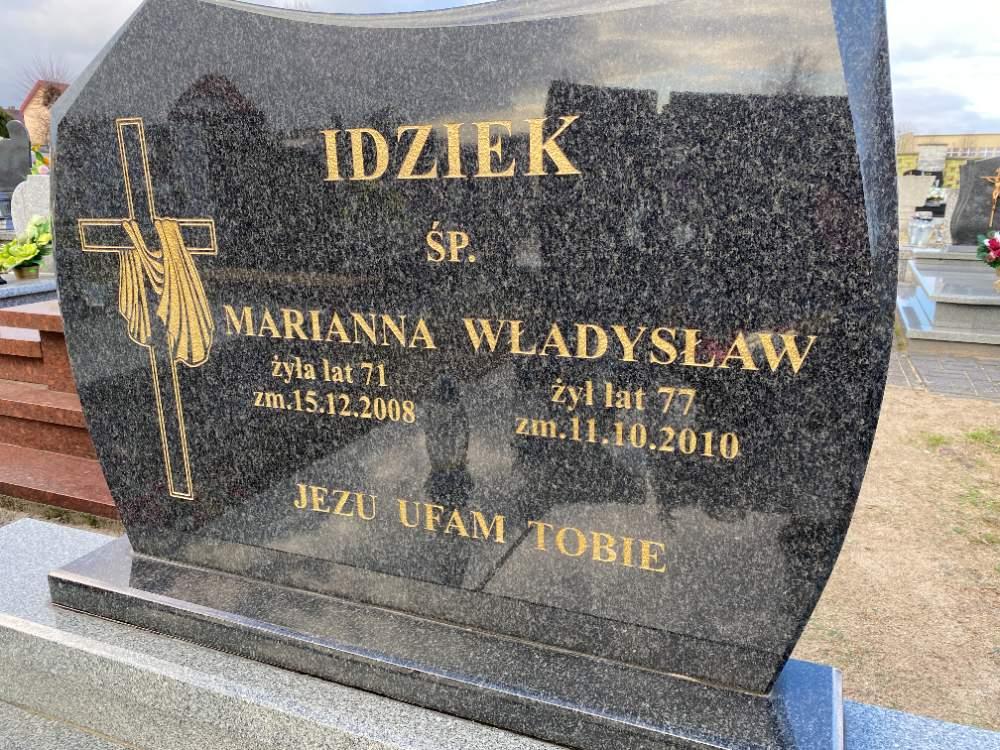 IDZIEK
ŚP.
MARIANNA WŁADYSŁAW
żyła lat 71
żył lat 77
zm.15.12.2008
zm.11.10.2010
JEZU UFAM TOBIE